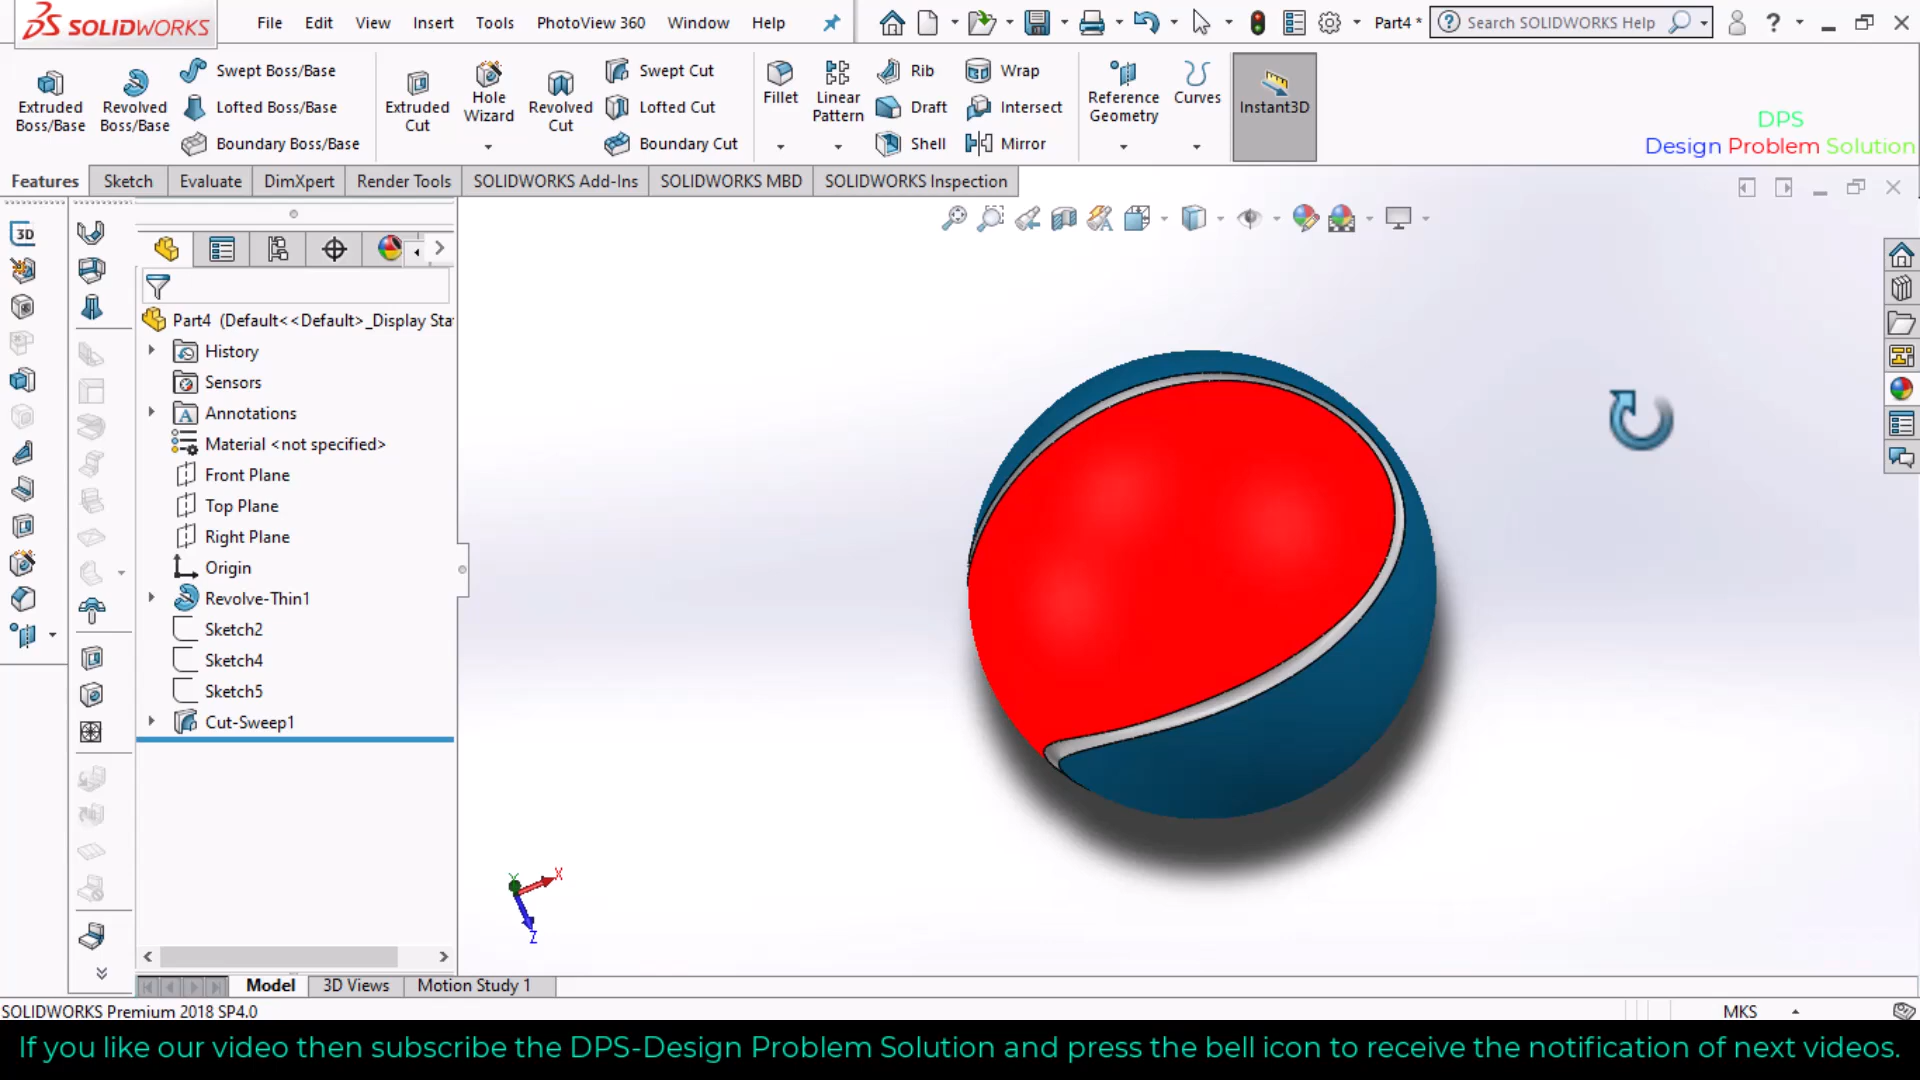 SOLIDWORKS
File Edit View Insert Tools PhotoView 360 Window Help
Part4 *
Search SOLIDWORKS Help
Extruded Boss/Base
Revolved Boss/Base
Swept Boss/Base
Lofted Boss/Base
Boundary Boss/Base
Extruded Cut
Hole Wizard
Revolved Cut
Swept Cut
Lofted Cut
Boundary Cut
Fillet
Linear Pattern
Rib
Draft
Shell
Wrap
Intersect
Mirror
Reference Geometry
Curves
Instant3D
DPS
Design Problem Solution
Features Sketch Evaluate DimXpert Render Tools SOLIDWORKS Add-Ins SOLIDWORKS MBD SOLIDWORKS Inspection
3D
Part4 (Default<<Default>_Display Sta
History
Sensors
Annotations
Material <not specified>
Front Plane
Top Plane
Right Plane
Origin
Revolve-Thin1
Sketch2
Sketch4
Sketch5
Cut-Sweep1
Y
X
Z
Model 3D Views Motion Study 1
SOLIDWORKS Premium 2018 SP4.0
MKS
If you like our video then subscribe the DPS-Design Problem Solution and press the bell icon to receive the notification of next videos.